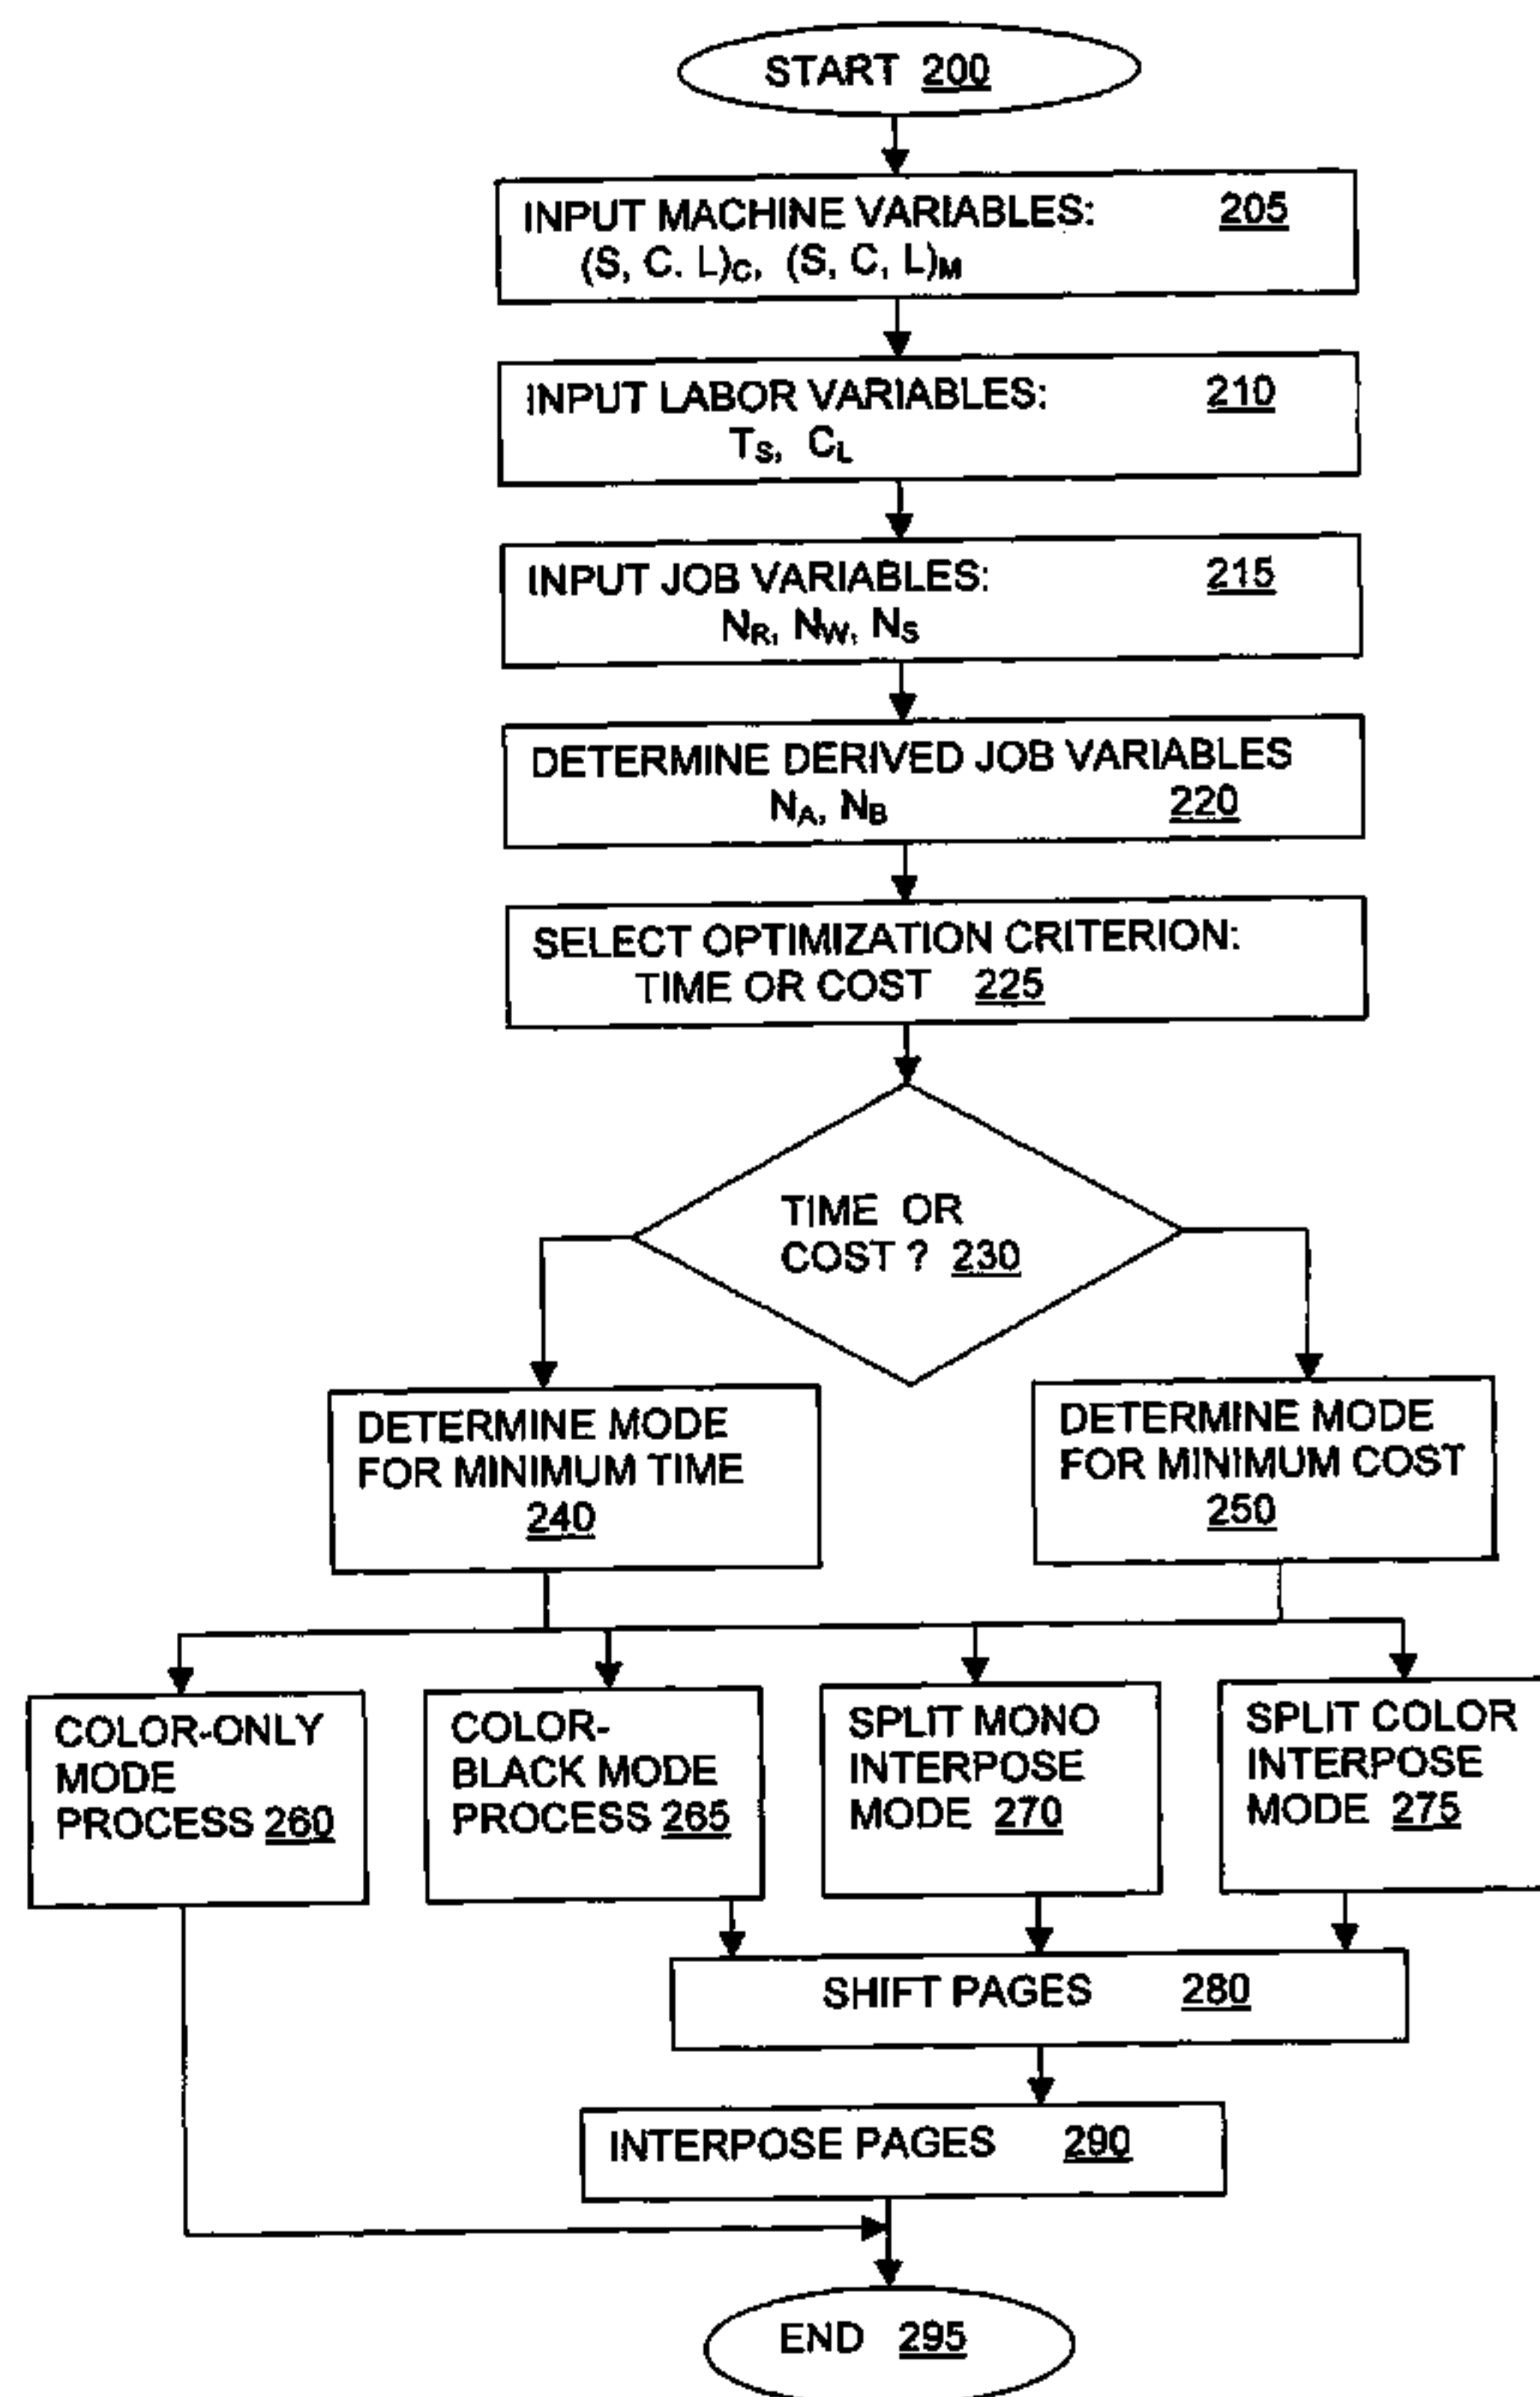 START 200
INPUT MACHINE VARIABLES: 205
(S, C. L)C, (S, C, L)M
INPUT LABOR VARIABLES: 210
TS, CL
INPUT JOB VARIABLES: 215
NR, NW, NS
DETERMINE DERIVED JOB VARIABLES
NA, NB 220
SELECT OPTIMIZATION CRITERION:
TIME OR COST 225
TIME OR
COST ? 230
DETERMINE MODE
FOR MINIMUM TIME
240
DETERMINE MODE
FOR MINIMUM COST
250
COLOR-ONLY
MODE
PROCESS 260
COLOR-
BLACK MODE
PROCESS 265
SPLIT MONO
INTERPOSE
MODE 270
SPLIT COLOR
INTERPOSE
MODE 275
SHIFT PAGES 280
INTERPOSE PAGES 290
END 295